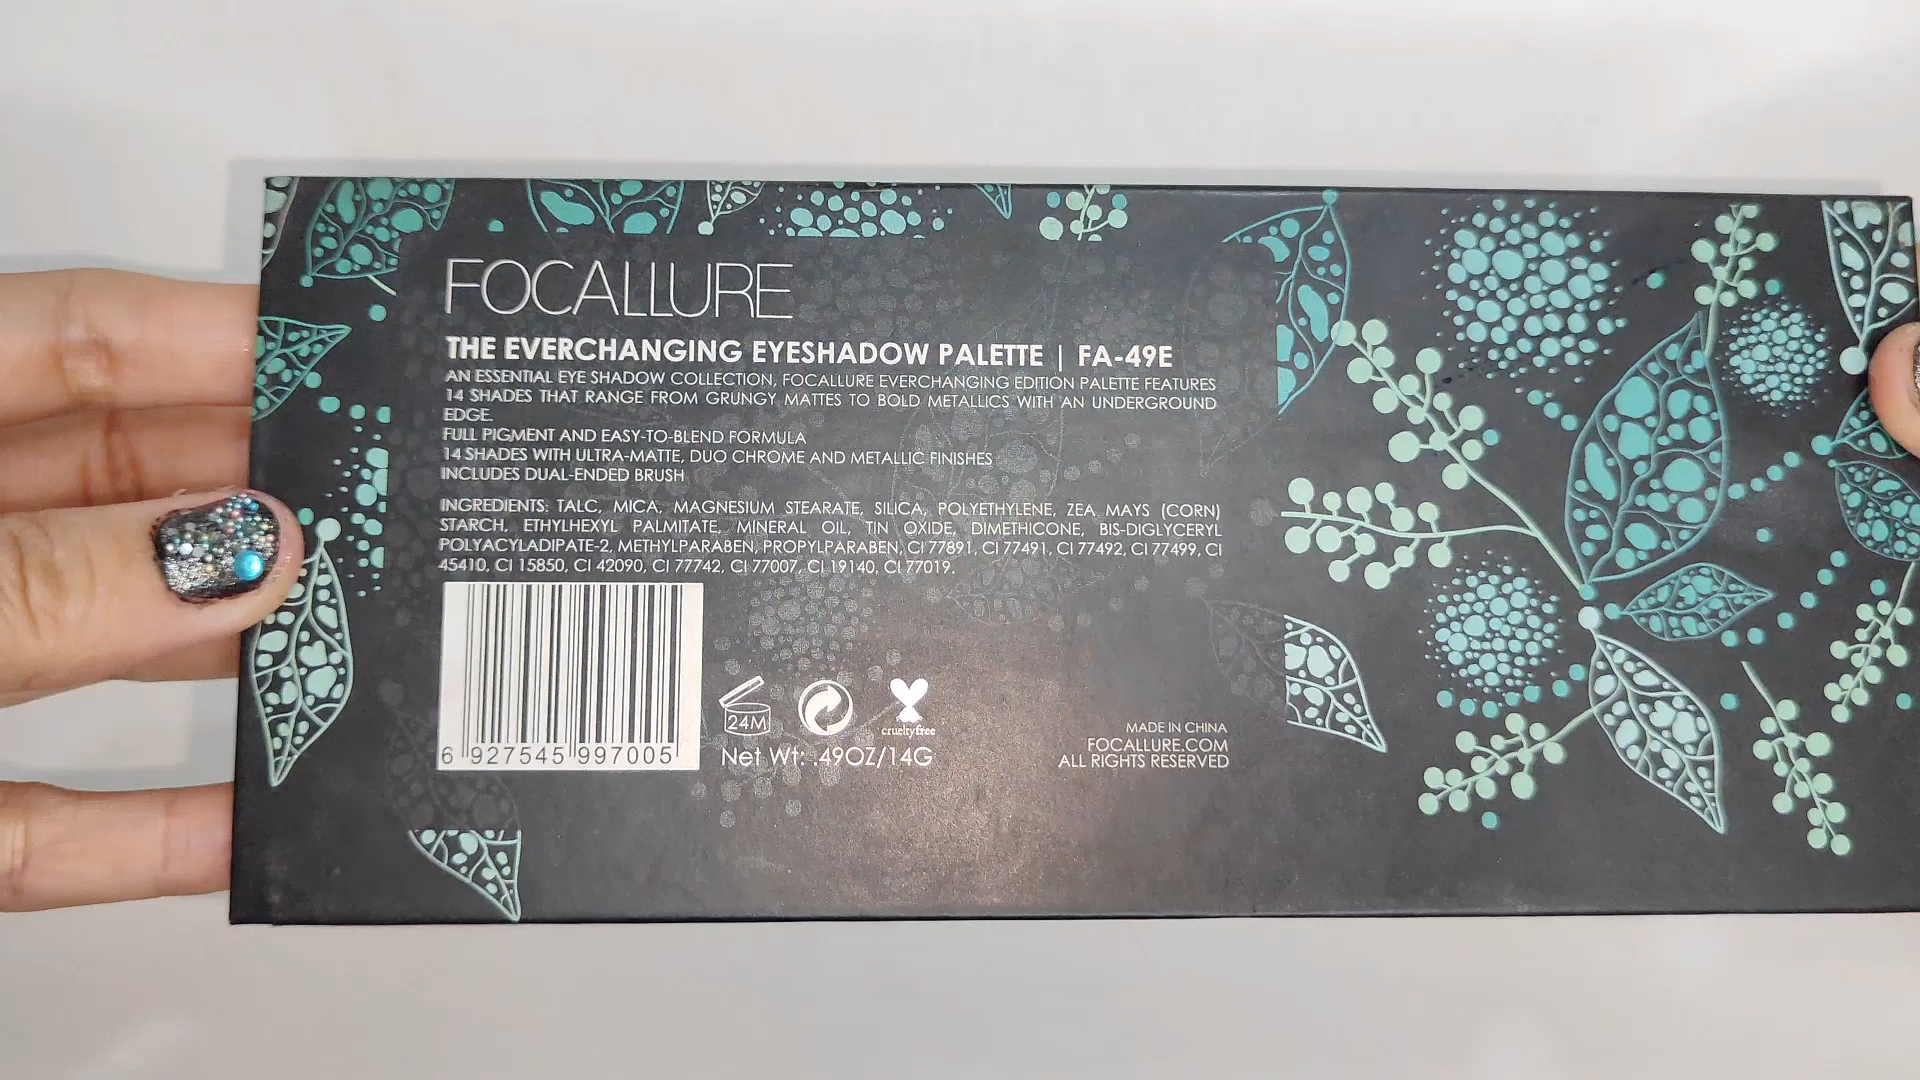 FOCALLURE
THE EVERCHANGING EYESHADOW PALETTE | FA-49E
AN ESSENTIAL EYE SHADOW COLLECTION, FOCALLURE EVERCHANGING EDITION PALETTE FEATURES
14 SHADES THAT RANGE FROM GRUNGY MATTES TO BOLD METALLICS WITH AN UNDERGROUND
EDGE.
FULL PIGMENT AND EASY-TO-BLEND FORMULA
14 SHADES WITH ULTRA-MATTE, DUO CHROME AND METALLIC FINISHES
INCLUDES DUAL-ENDED BRUSH
INGREDIENTS: TALC, MICA, MAGNESIUM STEARATE, SILICA, POLYETHYLENE, ZEA MAYS (CORN)
STARCH, ETHYLHEXYL PALMITATE, MINERAL OIL, TIN OXIDE, DIMETHICONE, BIS-DIGLYCERYL
POLYACYLADIPATE-2, METHYLPARABEN, PROPYLPARABEN, CI 77891, CI 77491, CI 77492, CI 77499, CI
45410, CI 15850, CI 42090, CI 77742, CI 77007, CI 19140, CI 77019.
6 927545 997005
24M
crueltyfree
Net Wt: .49OZ/14G
MADE IN CHINA
FOCALLURE.COM
ALL RIGHTS RESERVED